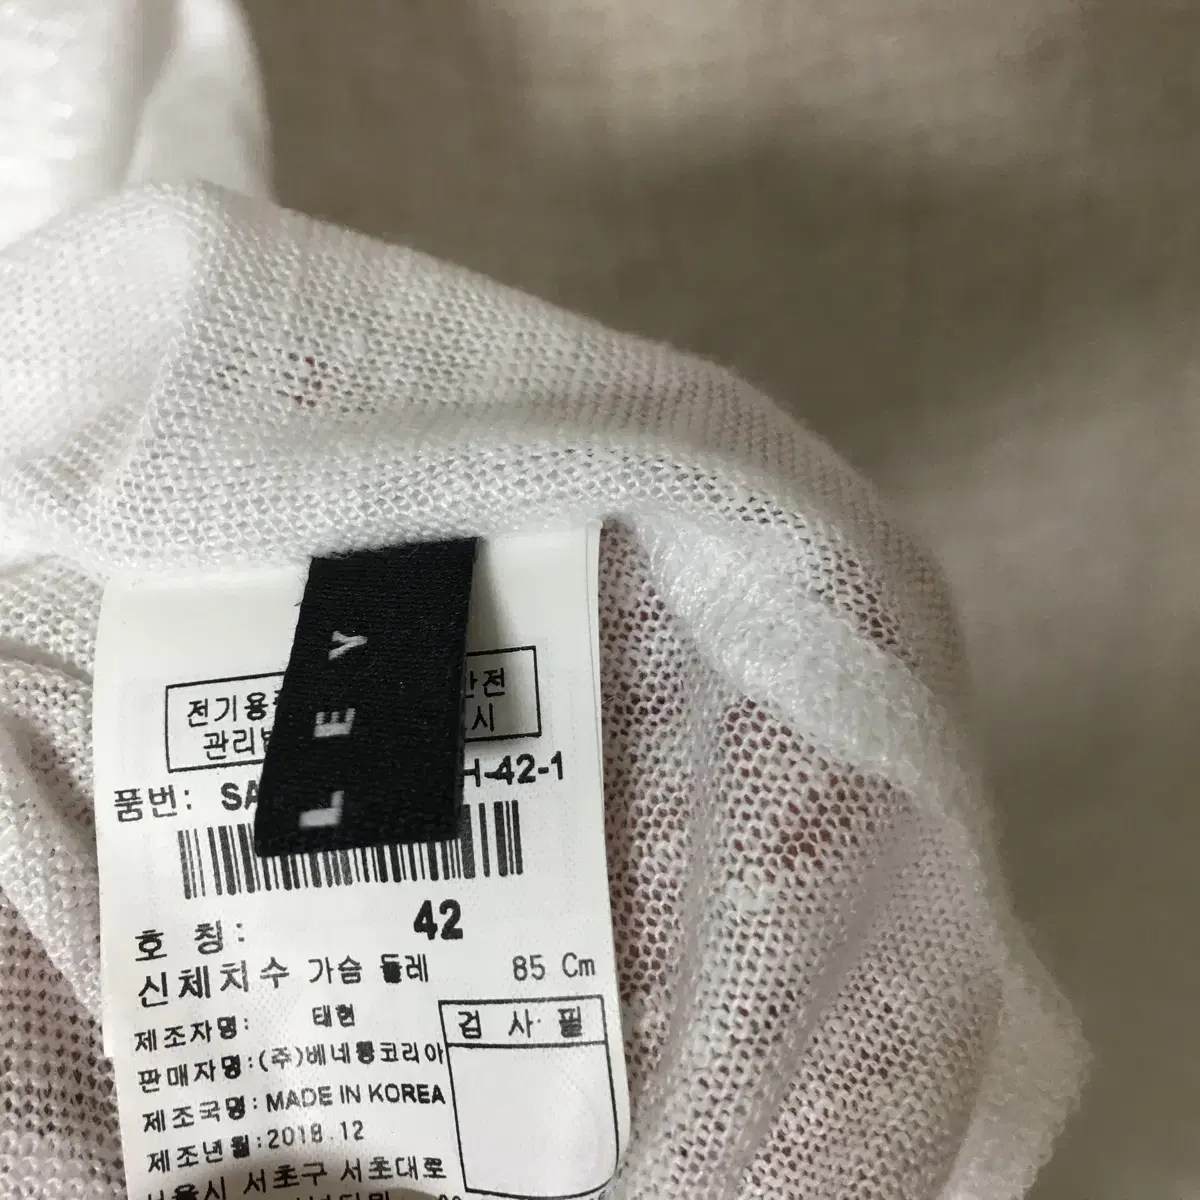 LEY
전기용 안전
관리 시
품번: SA H-42-1
호 칭: 42
신체치수 가슴 둘레 85 Cm
제조자명: 태현
검 사 필
판매자명:(주)베네통코리아
제조국명: MADE IN KOREA
제조년월:2018.12
서울시 서초구 서초대로